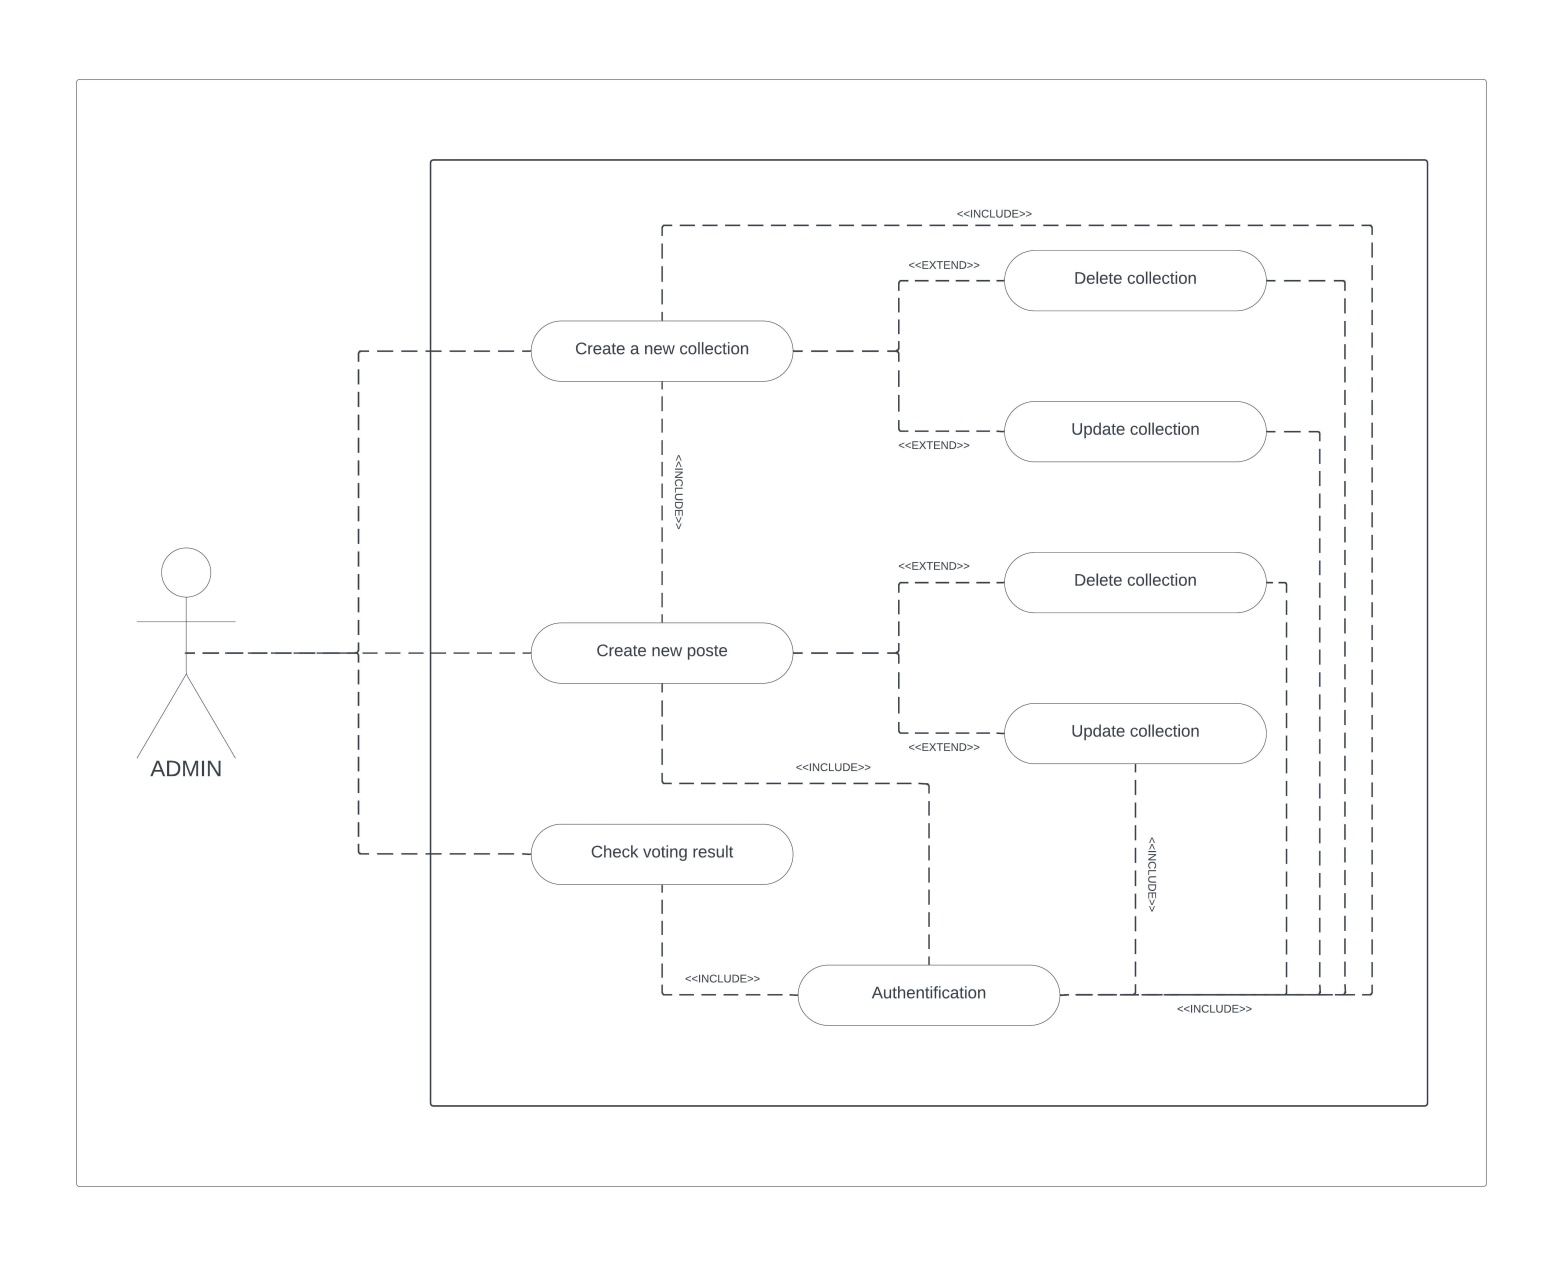 <<INCLUDE>>
<<EXTEND>>
Delete collection
Create a new collection
Update collection
<<EXTEND>>
<<INCLUDE>>
<<EXTEND>>
Delete collection
Create new poste
Update collection
<<EXTEND>>
<<INCLUDE>>
ADMIN
Check voting result
<<INCLUDE>>
<<INCLUDE>>
Authentification
<<INCLUDE>>